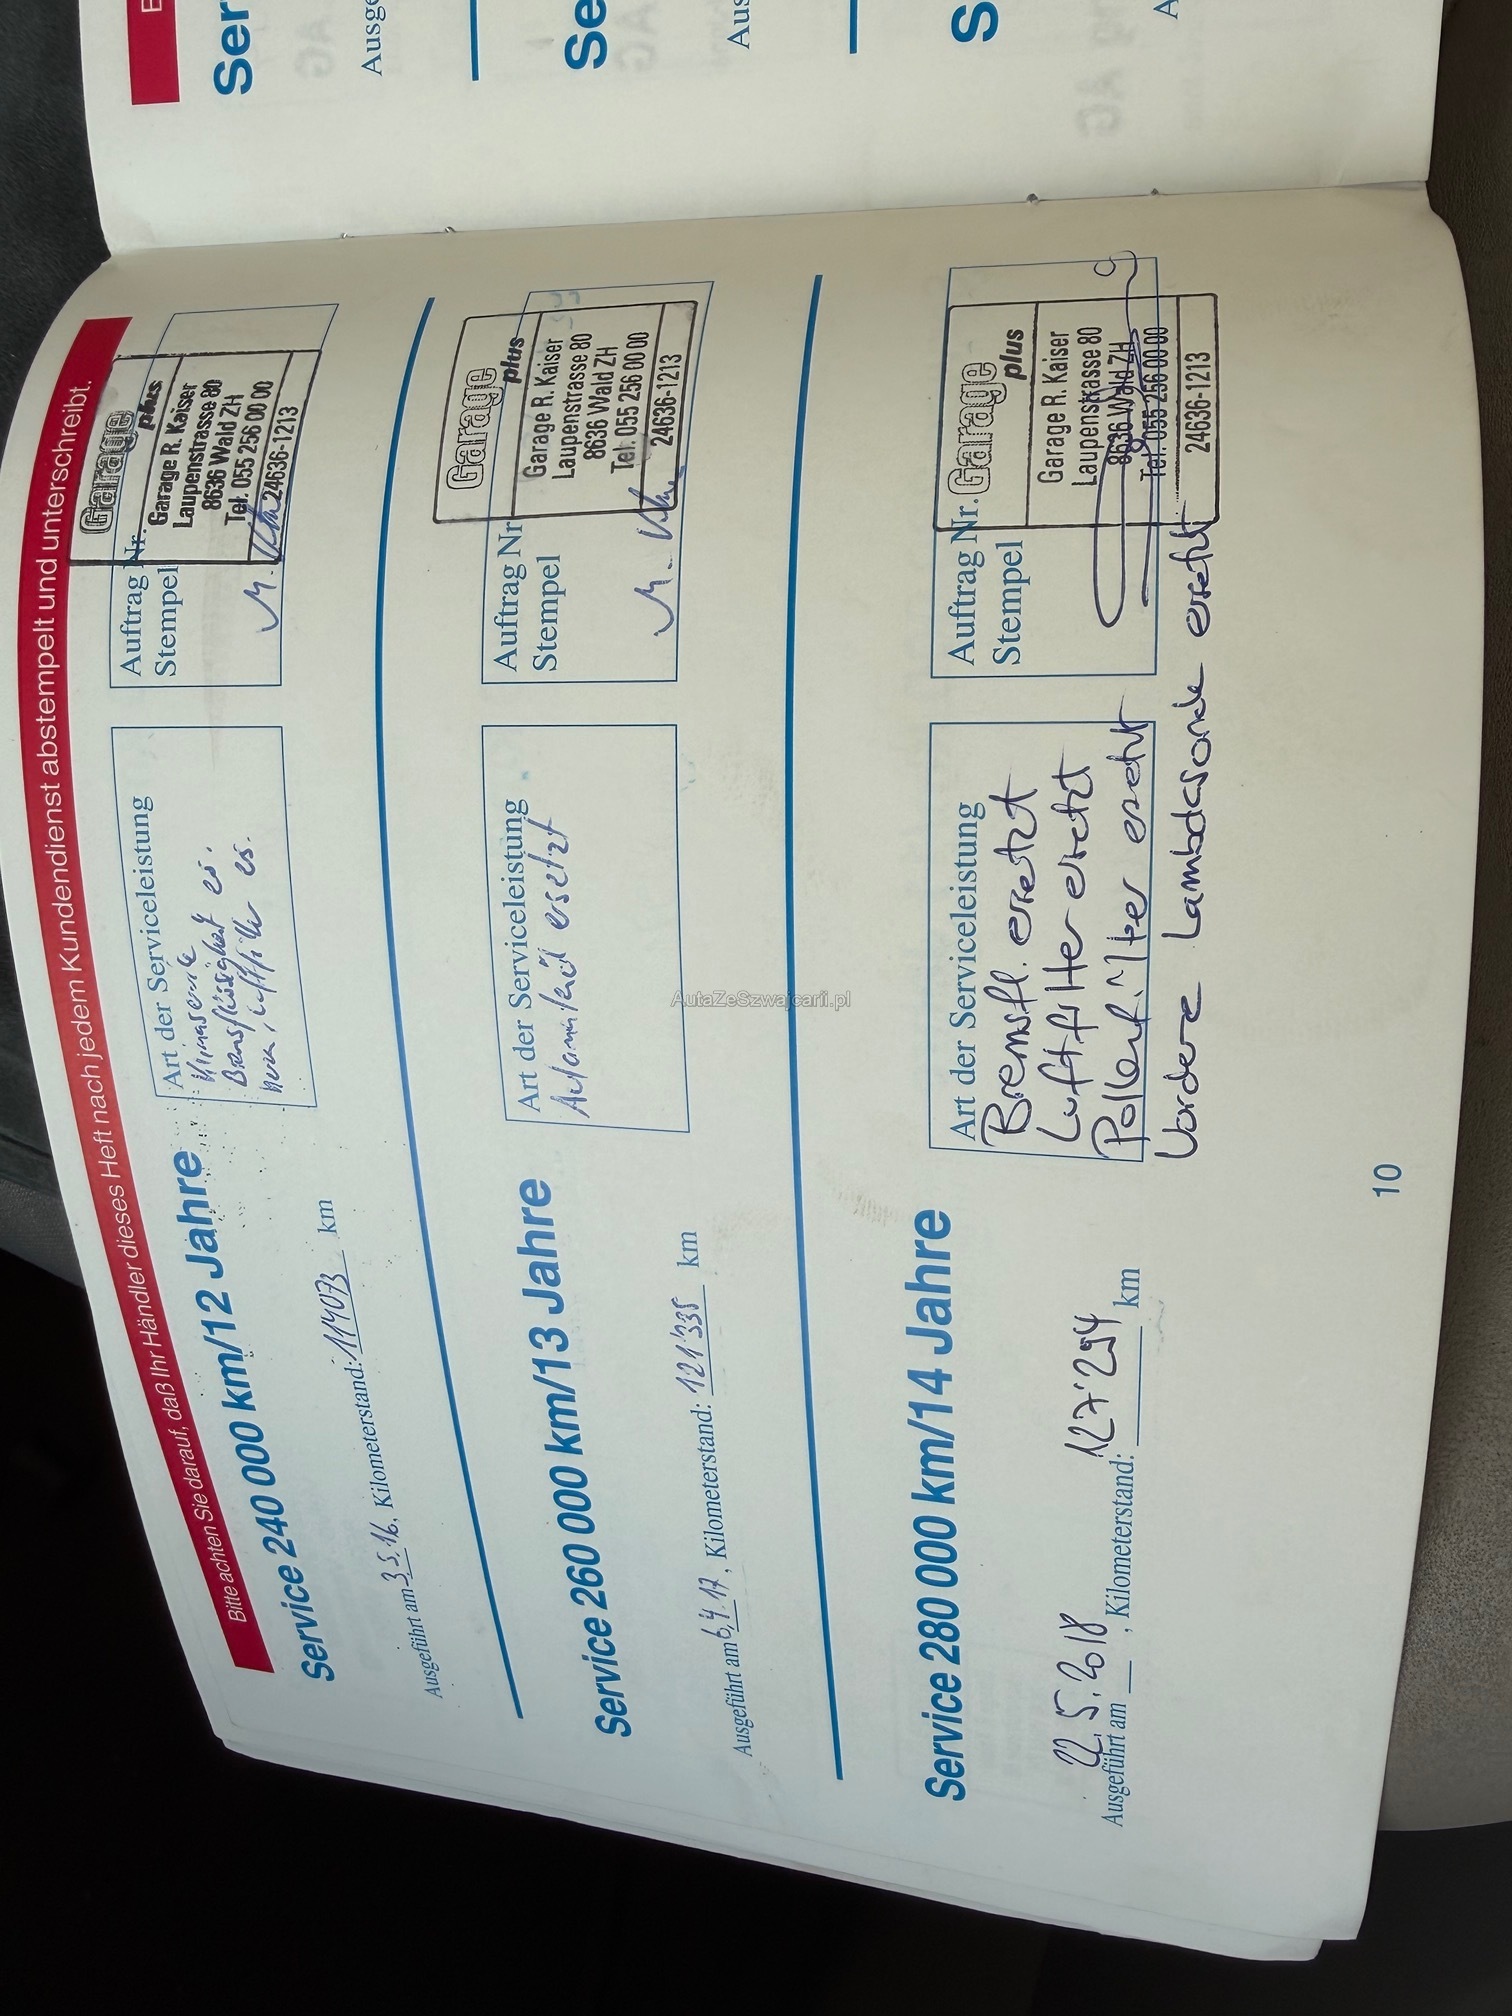 Bitte achten Sie darauf, daß Ihr Händler dieses Heft nach jedem Kundendienst abstempelt und unterschreibt.
Service 240 000 km/12 Jahre
Ausgeführt am 3.5.16, Kilometerstand: 114073 km
Art der Serviceleistung
Bremsflüssigkeit es.
Auftrag Nr.
Stempel
Garage
plus
Garage R. Kaiser
Laupenstrasse 80
8636 Wald ZH
Tel. 055 256 00 00
24636-1213
Service 260 000 km/13 Jahre
Ausgeführt am 6.4.17, Kilometerstand: 121'335 km
Art der Serviceleistung
ersetzt
Auftrag Nr.
Stempel
Garage
plus
Garage R. Kaiser
Laupenstrasse 80
8636 Wald ZH
Tel. 055 256 00 00
24636-1213
Service 280 000 km/14 Jahre
Ausgeführt am 22.5.2018, Kilometerstand: 127'254 km
Art der Serviceleistung
Bremsfl. ersetzt
Luftfilter ersetzt
Pollenfilter ersetzt
Vordere Lambdasonde ersetzt
Auftrag Nr.
Stempel
Garage
plus
Garage R. Kaiser
Laupenstrasse 80
8636 Wald ZH
Tel. 055 256 00 00
24636-1213
10
AutaZeSzwajcarii.pl